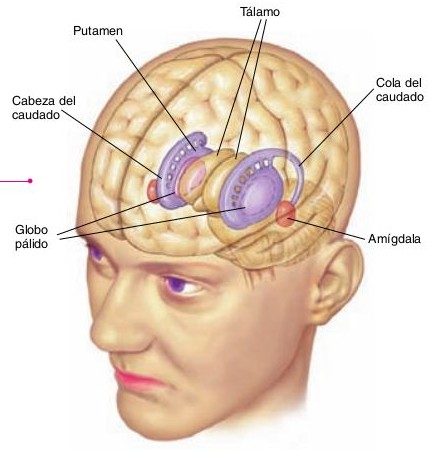 Tálamo
Putamen
Cola del
caudado
Cabeza del
caudado
Globo
pálido
Amígdala